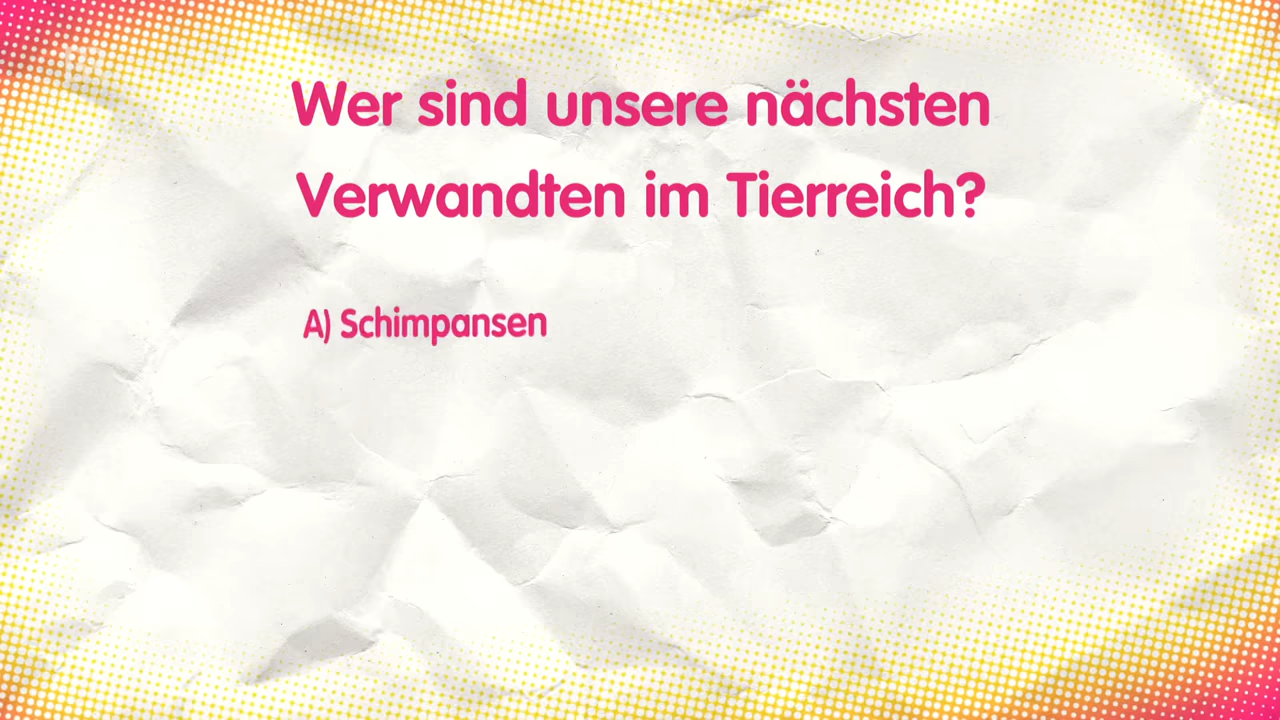 Wer sind unsere nächsten
Verwandten im Tierreich?
A) Schimpansen